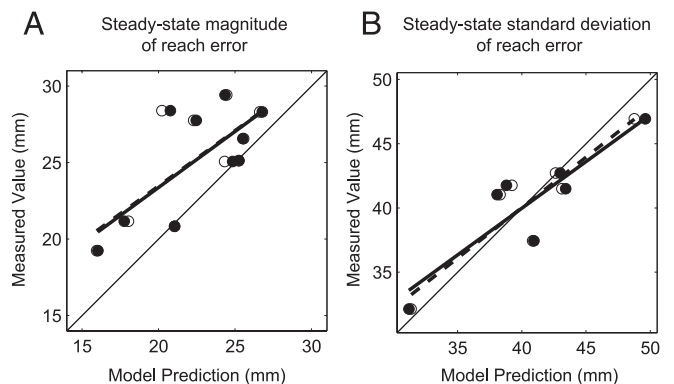 A
Steady-state magnitude
of reach error
Measured Value (mm)
30
25
20
15
15
20
25
30
Model Prediction (mm)
B
Steady-state standard deviation
of reach error
Measured Value (mm)
50
45
40
35
35
40
45
50
Model Prediction (mm)